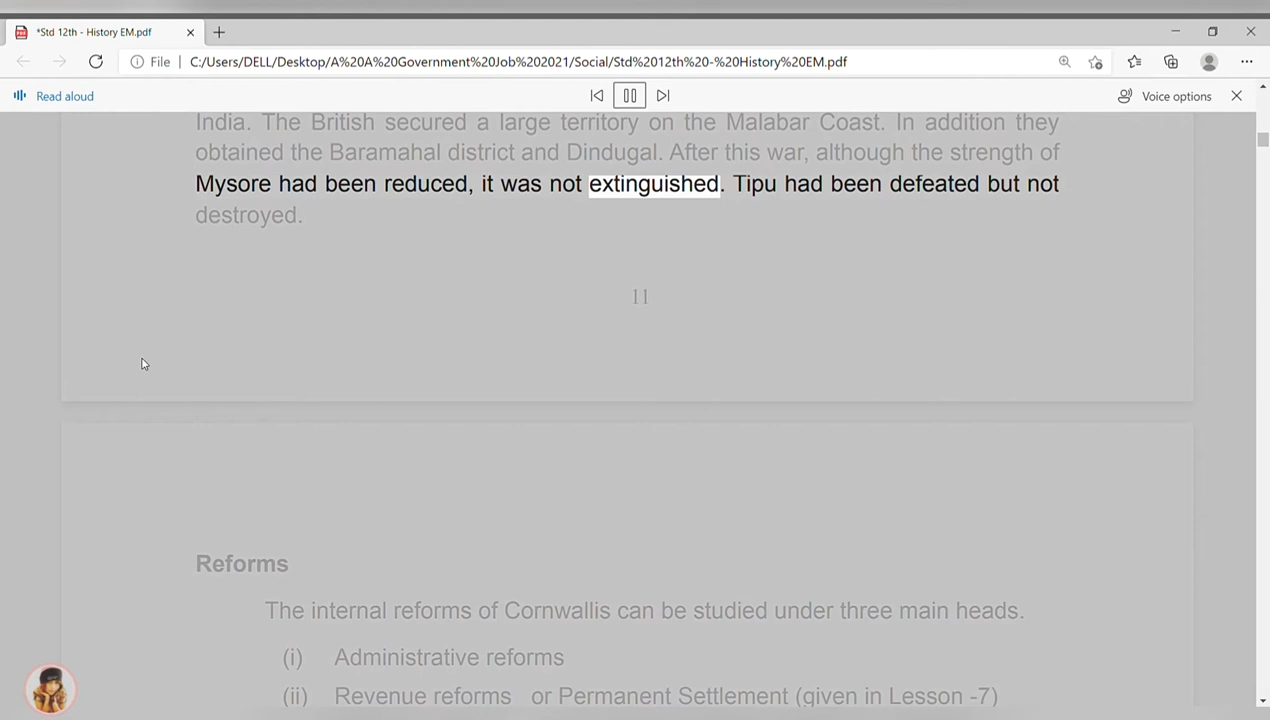 *Std 12th - History EM.pdf
File
C:/Users/DELL/Desktop/A%20A%20Government%20Job%202021/Social/Std%2012th%20-%20History%20EM.pdf
Read aloud
Voice options
India. The British secured a large territory on the Malabar Coast. In addition they
obtained the Baramahal district and Dindugal. After this war, although the strength of
Mysore had been reduced, it was not extinguished. Tipu had been defeated but not
destroyed.
11
Reforms
The internal reforms of Cornwallis can be studied under three main heads.
(i) Administrative reforms
(ii) Revenue reforms or Permanent Settlement (given in Lesson -7)